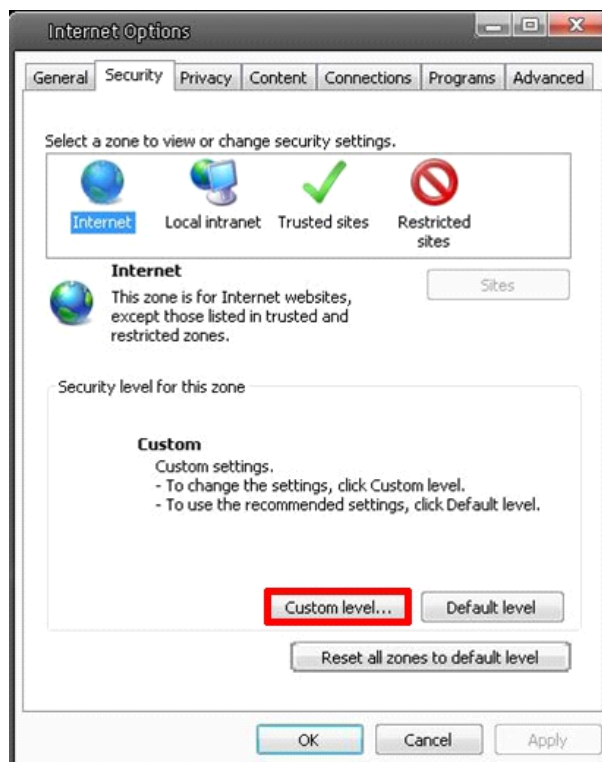 Internet Options
General Security Privacy Content Connections Programs Advanced
Select a zone to view or change security settings.
Internet Local intranet Trusted sites Restricted sites
Internet
Sites
This zone is for Internet websites,
except those listed in trusted and
restricted zones.
Security level for this zone
Custom
Custom settings.
- To change the settings, click Custom level.
- To use the recommended settings, click Default level.
Custom level... Default level
Reset all zones to default level
OK Cancel Apply